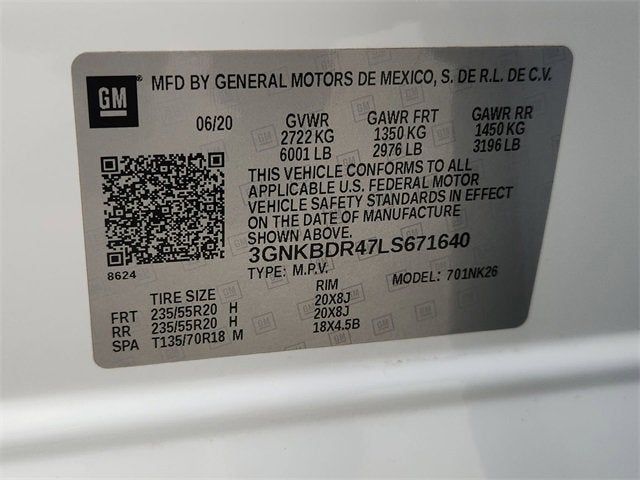 GM
MFD BY GENERAL MOTORS DE MEXICO, S. DE R.L. DE C.V.
06/20 GVWR GAWR FRT GAWR RR
2722 KG 1350 KG 1450 KG
6001 LB 2976 LB 3196 LB
THIS VEHICLE CONFORMS TO ALL
APPLICABLE U.S. FEDERAL MOTOR
VEHICLE SAFETY STANDARDS IN EFFECT
ON THE DATE OF MANUFACTURE
SHOWN ABOVE.
3GNKBDR47LS671640
8624
TYPE: M.P.V. MODEL: 701NK26
TIRE SIZE RIM
FRT 235/55R20 H 20X8J
RR 235/55R20 H 20X8J
SPA T135/70R18 M 18X4.5B